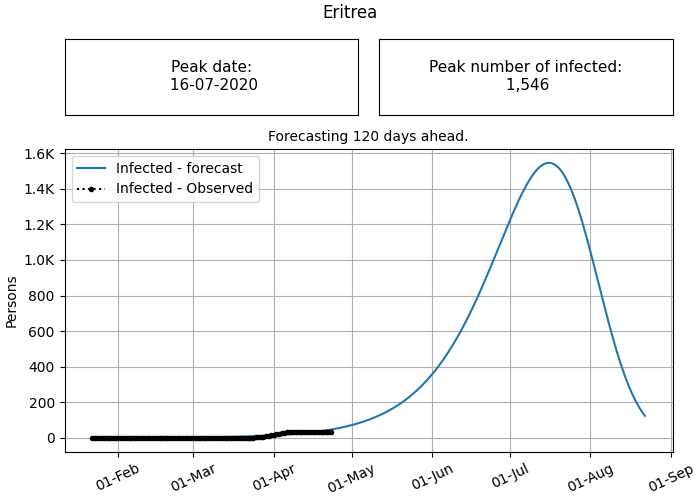 Eritrea
Peak date:
16-07-2020
Peak number of infected:
1,546
Forecasting 120 days ahead.
Infected - forecast
Infected - Observed
Persons
1.6K
1.4K
1.2K
1.0K
800
600
400
200
0
01-Feb
01-Mar
01-Apr
01-May
01-Jun
01-Jul
01-Aug
01-Sep